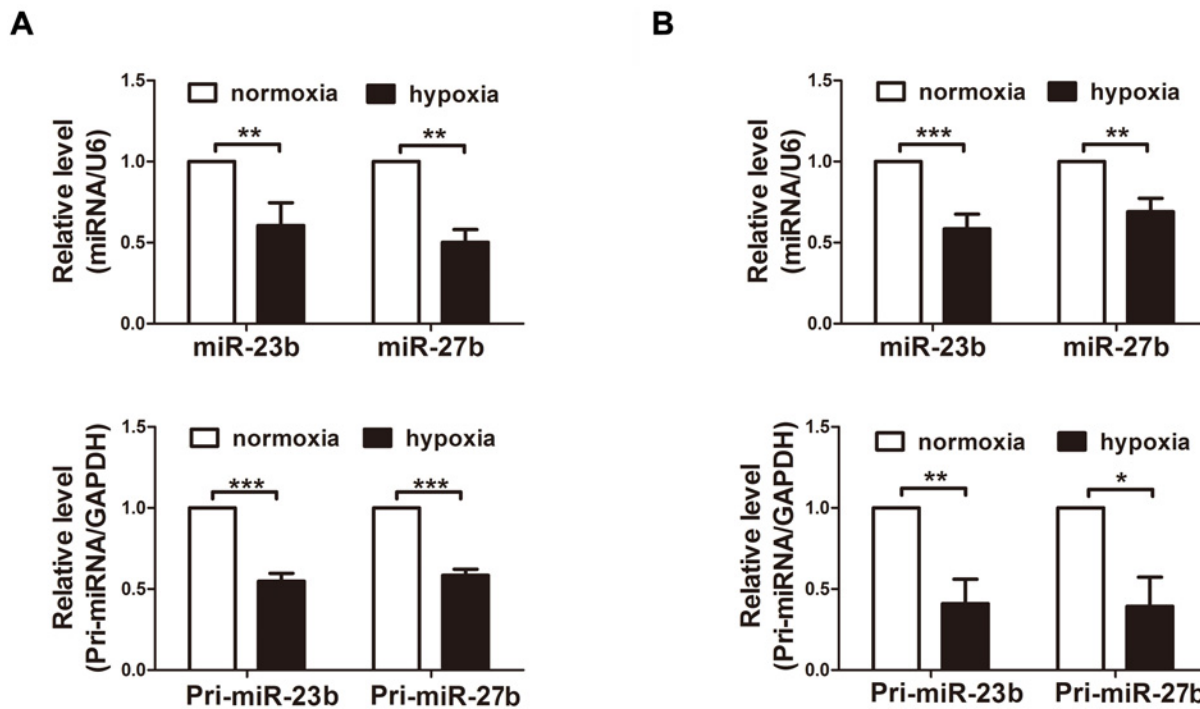 A
B
1.5
normoxia
hypoxia
**
**
1.0
0.5
0.0
Relative level
(miRNA/U6)
miR-23b
miR-27b
1.5
normoxia
hypoxia
***
**
1.0
0.5
0.0
Relative level
(miRNA/U6)
miR-23b
miR-27b
1.5
normoxia
hypoxia
***
***
1.0
0.5
0.0
Relative level
(Pri-miRNA/GAPDH)
Pri-miR-23b
Pri-miR-27b
1.5
normoxia
hypoxia
**
*
1.0
0.5
0.0
Relative level
(Pri-miRNA/GAPDH)
Pri-miR-23b
Pri-miR-27b